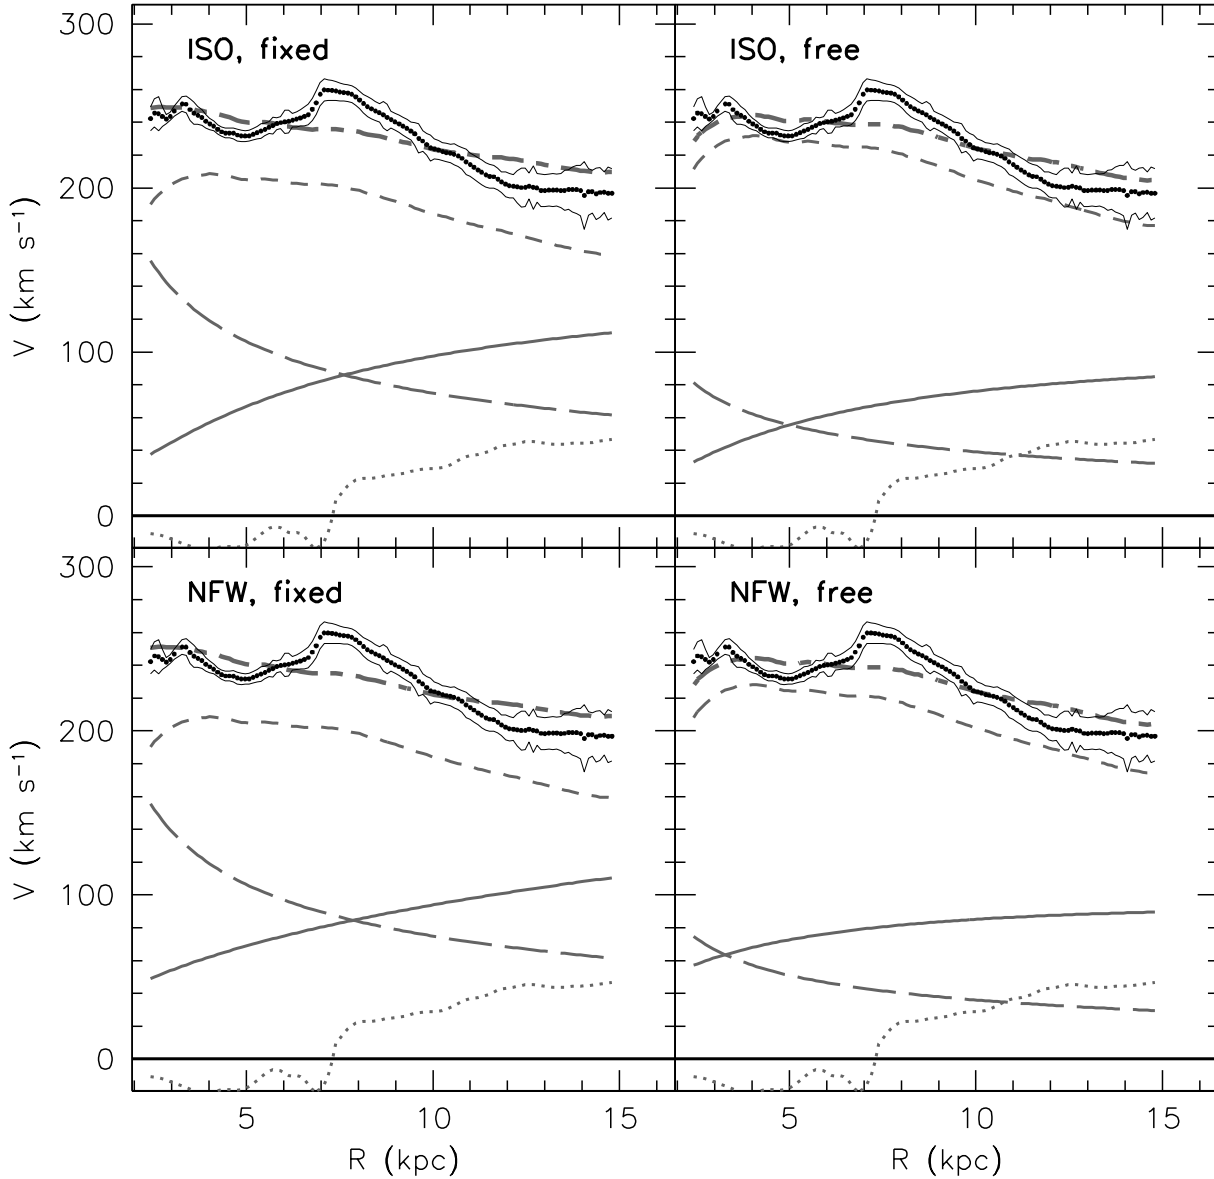 300
ISO, fixed
ISO, free
200
V (km s⁻¹)
100
0
300
NFW, fixed
NFW, free
200
V (km s⁻¹)
100
0
5 10 15 5 10 15
R (kpc) R (kpc)